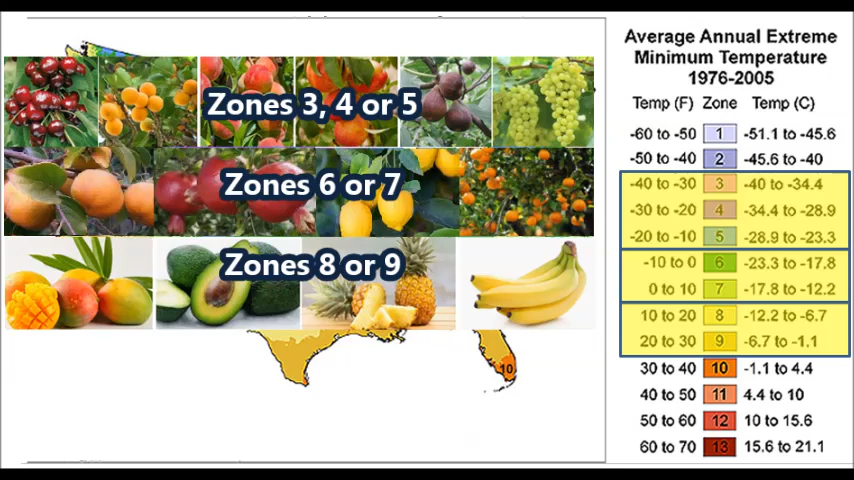 Zones 3, 4 or 5
Zones 6 or 7
Zones 8 or 9
10
Average Annual Extreme
Minimum Temperature
1976-2005
Temp (F) Zone Temp (C)
-60 to -50 1 -51.1 to -45.6
-50 to -40 2 -45.6 to -40
-40 to -30 3 -40 to -34.4
-30 to -20 4 -34.4 to -28.9
-20 to -10 5 -28.9 to -23.3
-10 to 0 6 -23.3 to -17.8
0 to 10 7 -17.8 to -12.2
10 to 20 8 -12.2 to -6.7
20 to 30 9 -6.7 to -1.1
30 to 40 10 -1.1 to 4.4
40 to 50 11 4.4 to 10
50 to 60 12 10 to 15.6
60 to 70 13 15.6 to 21.1